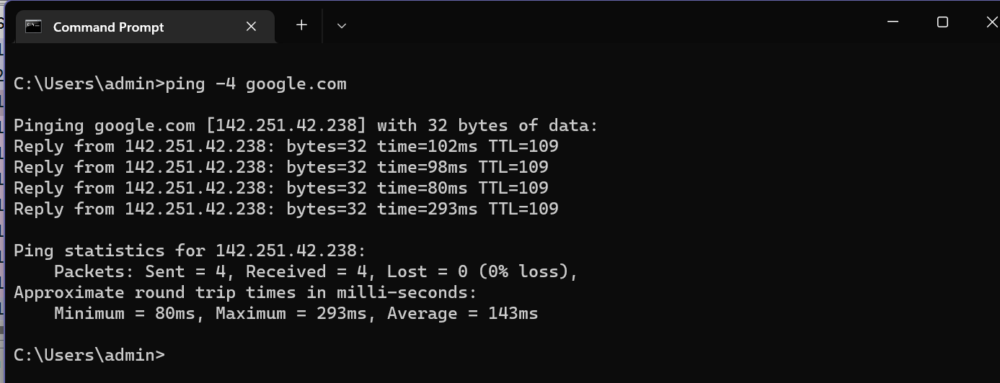 Command Prompt
C:\Users\admin>ping -4 google.com
Pinging google.com [142.251.42.238] with 32 bytes of data:
Reply from 142.251.42.238: bytes=32 time=102ms TTL=109
Reply from 142.251.42.238: bytes=32 time=98ms TTL=109
Reply from 142.251.42.238: bytes=32 time=80ms TTL=109
Reply from 142.251.42.238: bytes=32 time=293ms TTL=109
Ping statistics for 142.251.42.238:
    Packets: Sent = 4, Received = 4, Lost = 0 (0% loss),
Approximate round trip times in milli-seconds:
    Minimum = 80ms, Maximum = 293ms, Average = 143ms
C:\Users\admin>